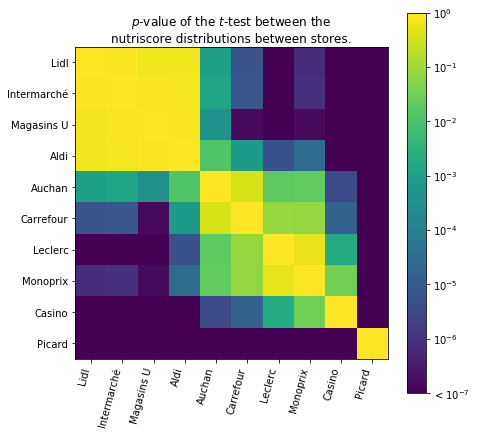 p-value of the t-test between the
nutriscore distributions between stores.
Lidl
Intermarché
Magasins U
Aldi
Auchan
Carrefour
Leclerc
Monoprix
Casino
Picard
Lidl
Intermarché
Magasins U
Aldi
Auchan
Carrefour
Leclerc
Monoprix
Casino
Picard
10⁰
10⁻¹
10⁻²
10⁻³
10⁻⁴
10⁻⁵
10⁻⁶
< 10⁻⁷